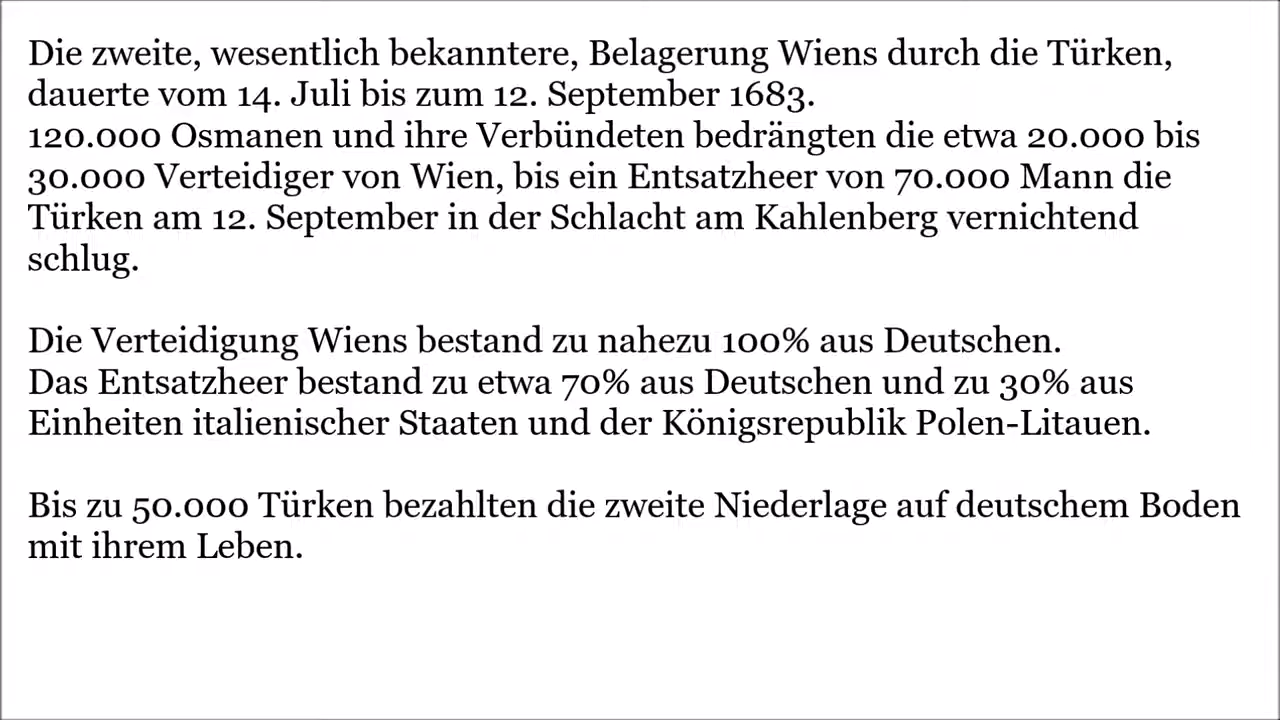 Die zweite, wesentlich bekanntere, Belagerung Wiens durch die Türken,
dauerte vom 14. Juli bis zum 12. September 1683.
120.000 Osmanen und ihre Verbündeten bedrängten die etwa 20.000 bis
30.000 Verteidiger von Wien, bis ein Entsatzheer von 70.000 Mann die
Türken am 12. September in der Schlacht am Kahlenberg vernichtend
schlug.
Die Verteidigung Wiens bestand zu nahezu 100% aus Deutschen.
Das Entsatzheer bestand zu etwa 70% aus Deutschen und zu 30% aus
Einheiten italienischer Staaten und der Königsrepublik Polen-Litauen.
Bis zu 50.000 Türken bezahlten die zweite Niederlage auf deutschem Boden
mit ihrem Leben.